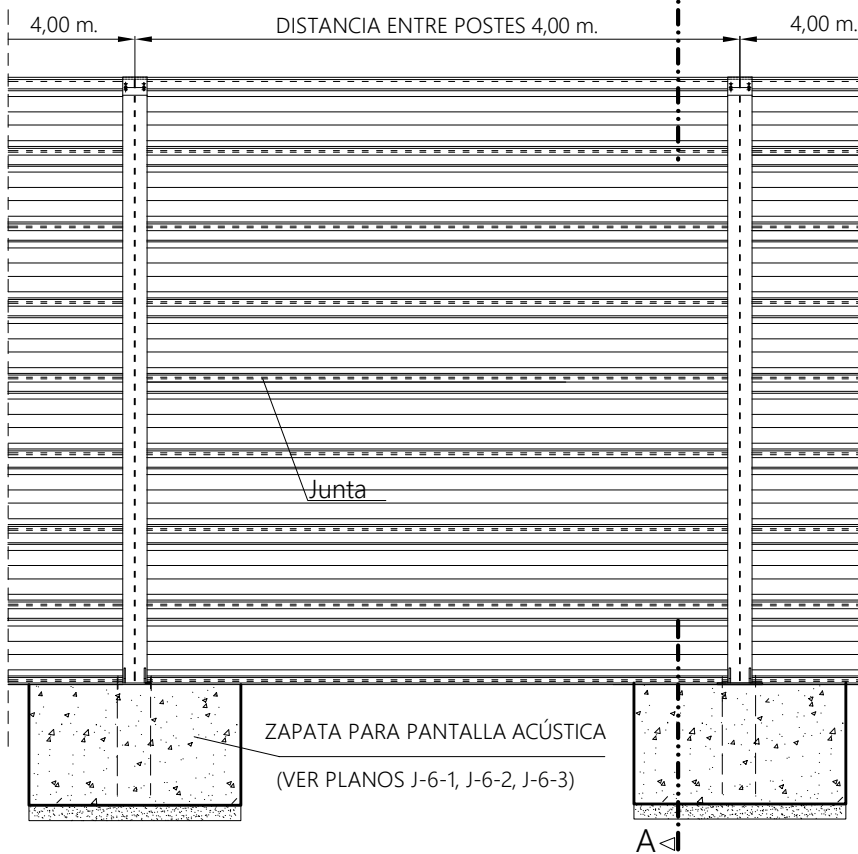 4,00 m.
DISTANCIA ENTRE POSTES 4,00 m.
4,00 m.
Junta
ZAPATA PARA PANTALLA ACÚSTICA
(VER PLANOS J-6-1, J-6-2, J-6-3)
A